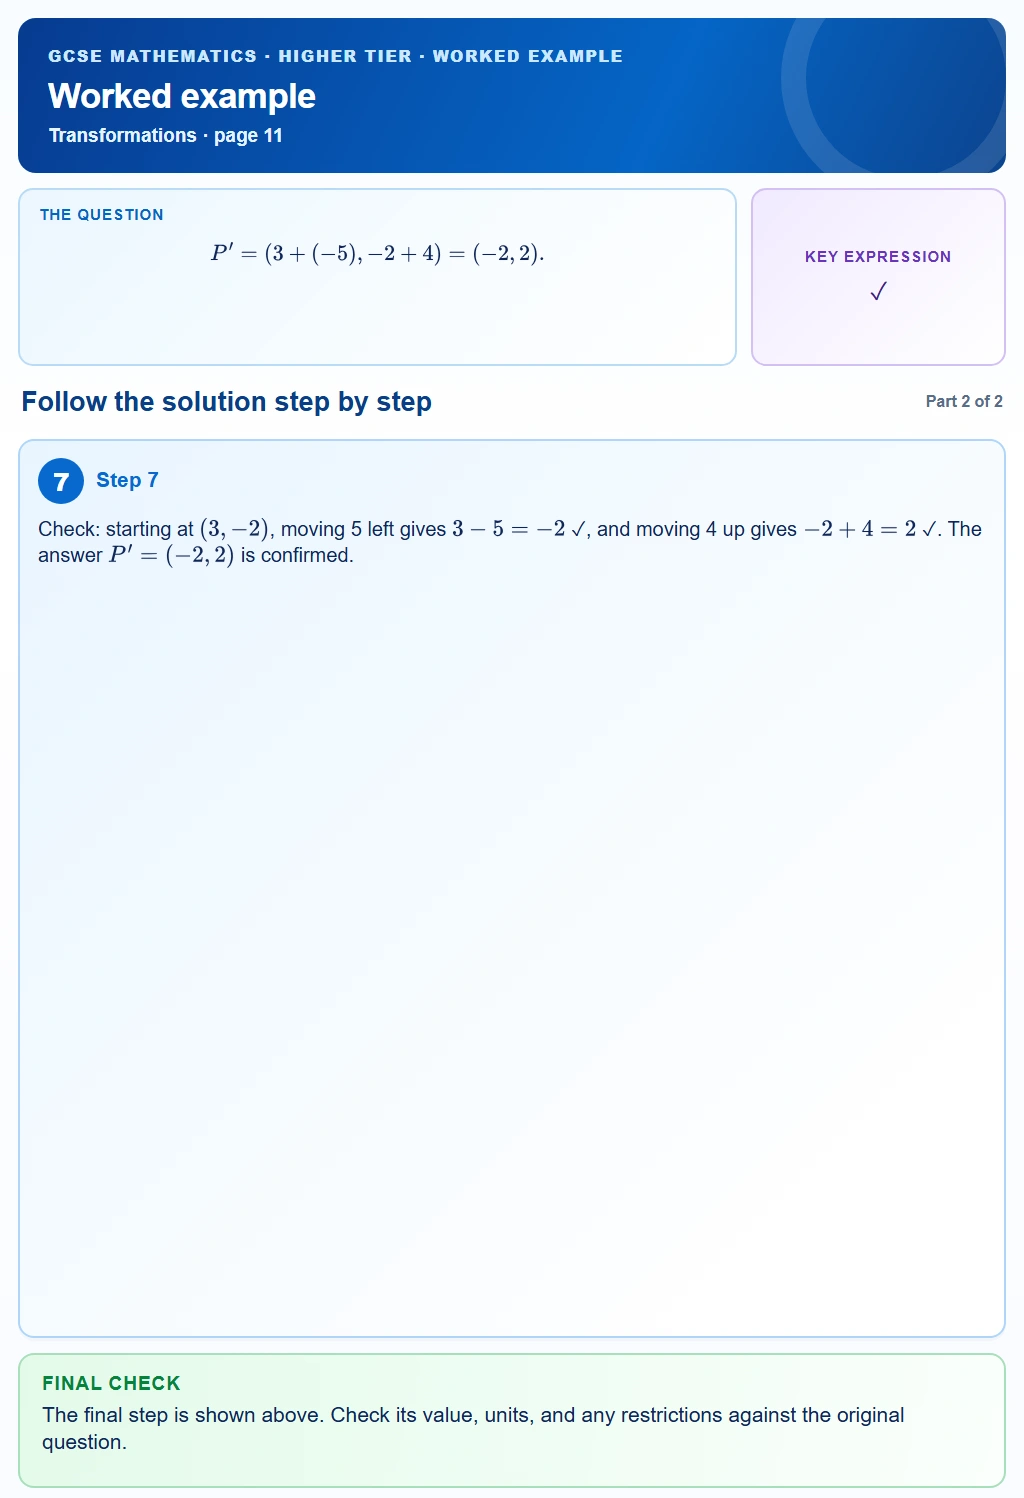 GCSE MATHEMATICS · HIGHER TIER · WORKED EXAMPLE
Worked example
Transformations · page 11
THE QUESTION
P′ = (3 + (−5), −2 + 4) = (−2, 2).
KEY EXPRESSION
✓
Follow the solution step by step
Part 2 of 2
7 Step 7
Check: starting at (3, −2), moving 5 left gives 3 − 5 = −2 ✓, and moving 4 up gives −2 + 4 = 2 ✓. The
answer P′ = (−2, 2) is confirmed.
FINAL CHECK
The final step is shown above. Check its value, units, and any restrictions against the original
question.